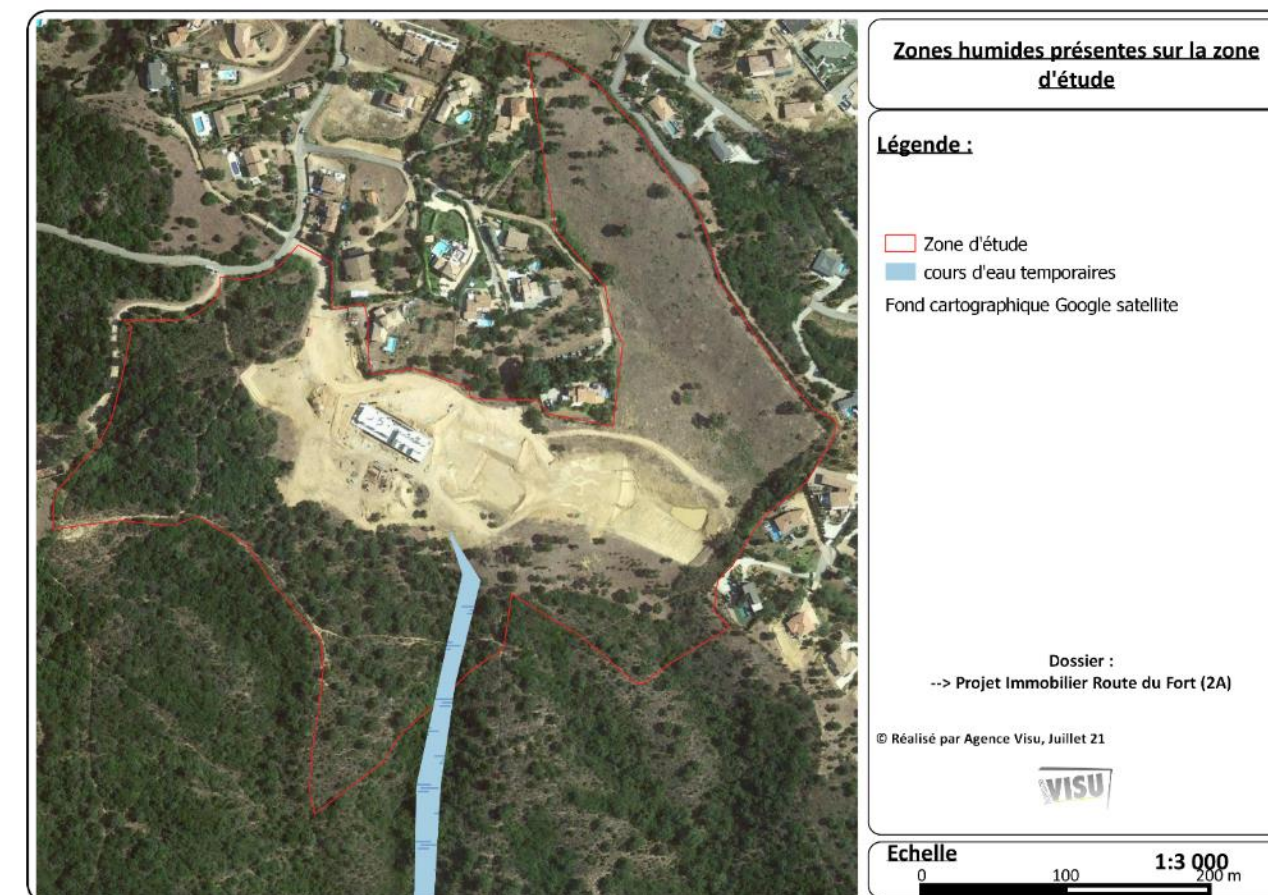 Zones humides présentes sur la zone
d'étude
Légende :
Zone d'étude
cours d'eau temporaires
Fond cartographique Google satellite
Dossier :
--> Projet Immobilier Route du Fort (2A)
© Réalisé par Agence Visu, Juillet 21
VISU
Echelle
1:3 000
0 100 200 m